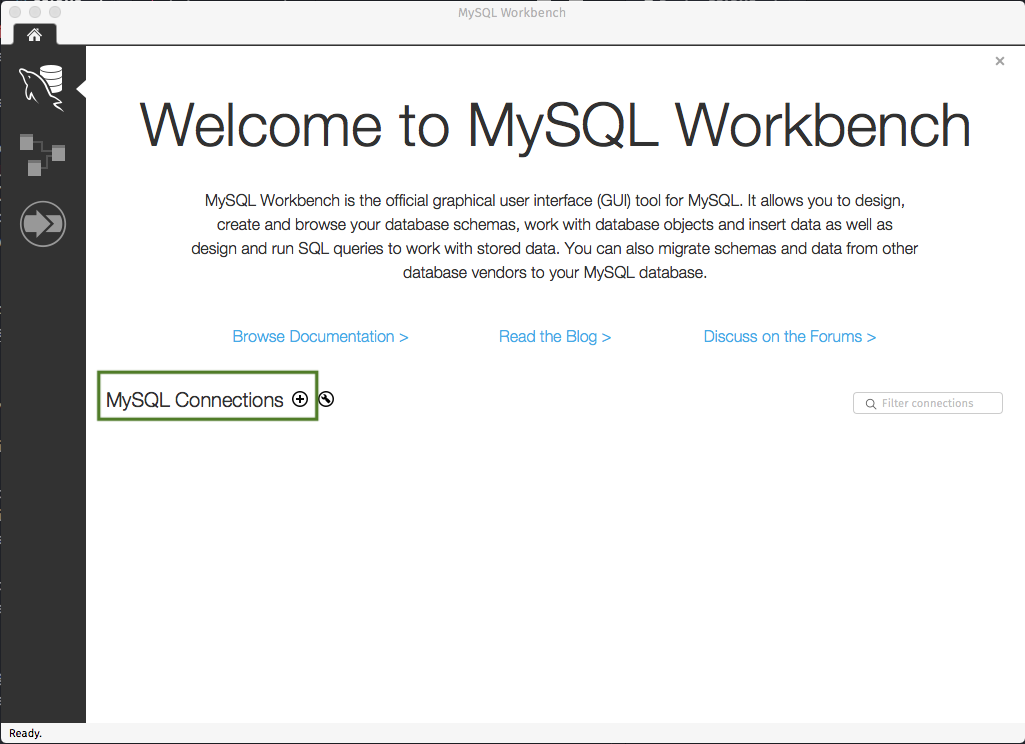 MySQL Workbench
Welcome to MySQL Workbench
MySQL Workbench is the official graphical user interface (GUI) tool for MySQL. It allows you to design,
create and browse your database schemas, work with database objects and insert data as well as
design and run SQL queries to work with stored data. You can also migrate schemas and data from other
database vendors to your MySQL database.
Browse Documentation >
Read the Blog >
Discuss on the Forums >
MySQL Connections
Filter connections
Ready.